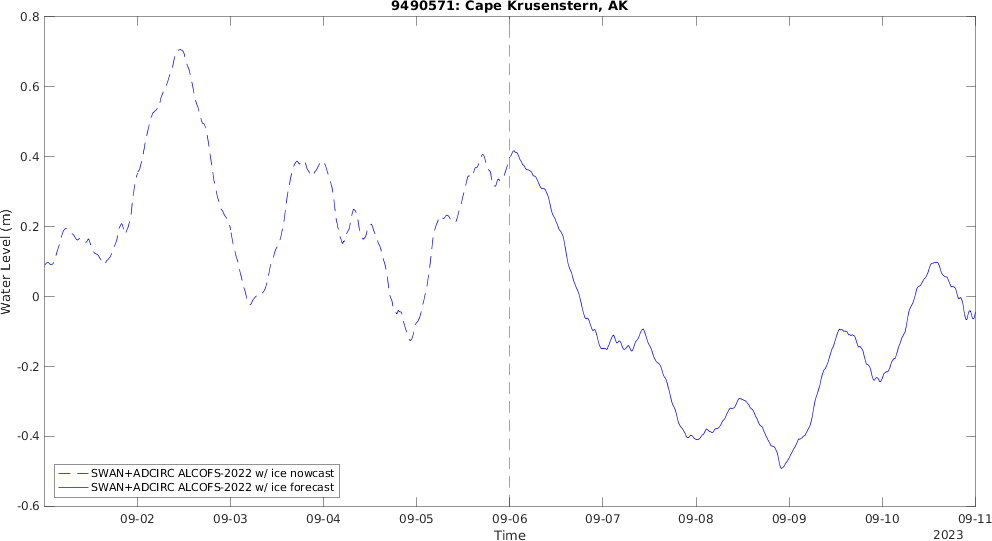 9490571: Cape Krusenstern, AK
0.8
0.6
0.4
0.2
0
-0.2
-0.4
-0.6
Water Level (m)
SWAN+ADCIRC ALCOFS-2022 w/ ice nowcast
SWAN+ADCIRC ALCOFS-2022 w/ ice forecast
09-02 09-03 09-04 09-05 09-06 09-07 09-08 09-09 09-10 09-11
Time
2023